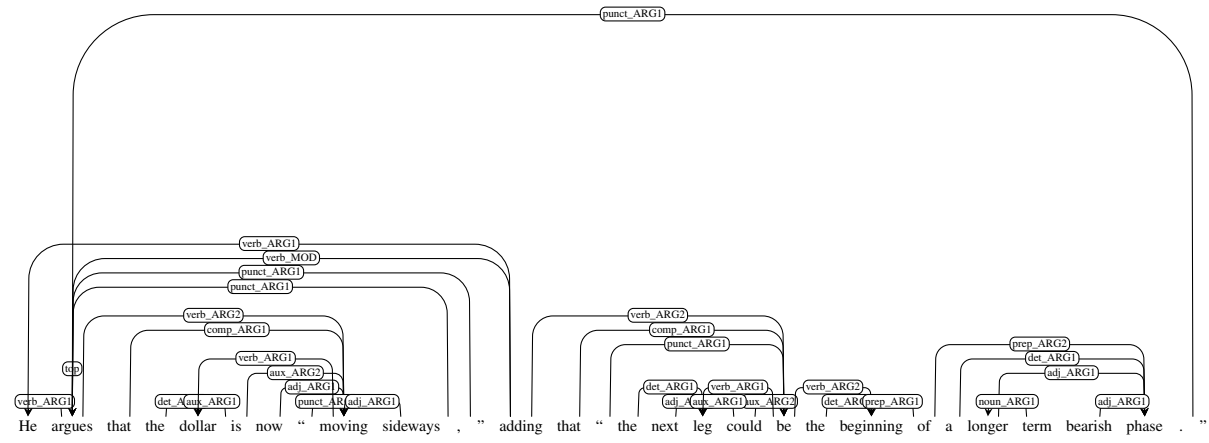 punct_ARG1
verb_ARG1
verb_MOD
punct_ARG1
punct_ARG1
verb_ARG2 verb_ARG2
comp_ARG1 comp_ARG1
punct_ARG1 prep_ARG2
verb_ARG1 det_ARG1
top
aux_ARG2 adj_ARG1
adj_ARG1 det_ARG1 verb_ARG1 verb_ARG2
verb_ARG1 aux_ARG1 adj_ARG1 aux_ARG1 aux_ARG2 prep_ARG1 noun_ARG1 adj_ARG1
He argues that the dollar is now “ moving sideways , ” adding that “ the next leg could be the beginning of a longer term bearish phase . ”